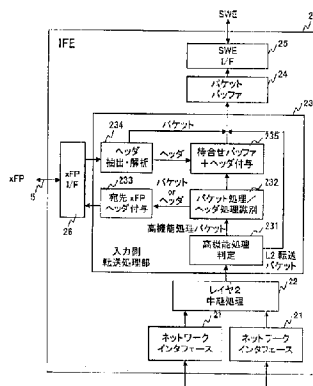 SWE
2
IFE
SWE
I/F
25
24
パケット
バッファ
23
パケット
234
ヘッダ
抽出・解析
ヘッダ
235
待合せバッファ
+ヘッダ付与
xFP
5
xFP
I/F
26
233
宛先xFP
ヘッダ付与
パケット
or
ヘッダ
232
パケット処理/
ヘッダ処理識別
高機能処理パケット
231
高機能処理
判定
入力側
転送処理部
L2転送
パケット
レイヤ2
中継処理
22
21
ネットワーク
インタフェース
21
ネットワーク
インタフェース